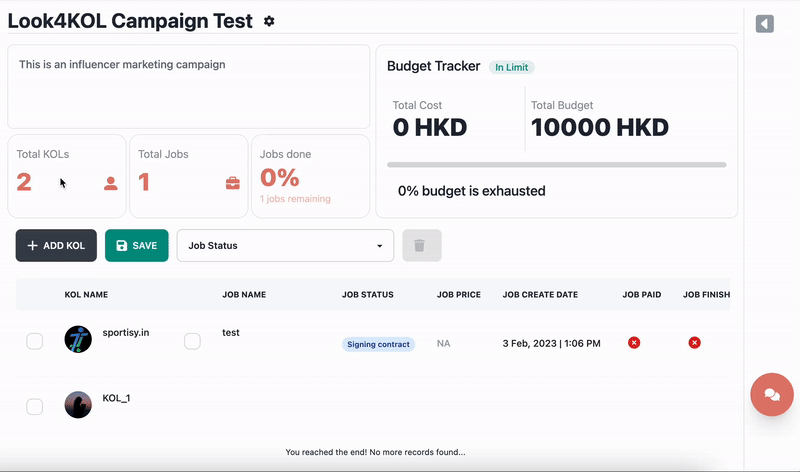 Look4KOL Campaign Test
This is an influencer marketing campaign
Budget Tracker In Limit
Total Cost Total Budget
0 HKD 10000 HKD
0% budget is exhausted
Total KOLs
2
Total Jobs
1
Jobs done
0%
1 jobs remaining
ADD KOL SAVE Job Status
KOL NAME JOB NAME JOB STATUS JOB PRICE JOB CREATE DATE JOB PAID JOB FINISH
sportisy.in test Signing contract NA 3 Feb, 2023 | 1:06 PM
KOL_1
You reached the end! No more records found...